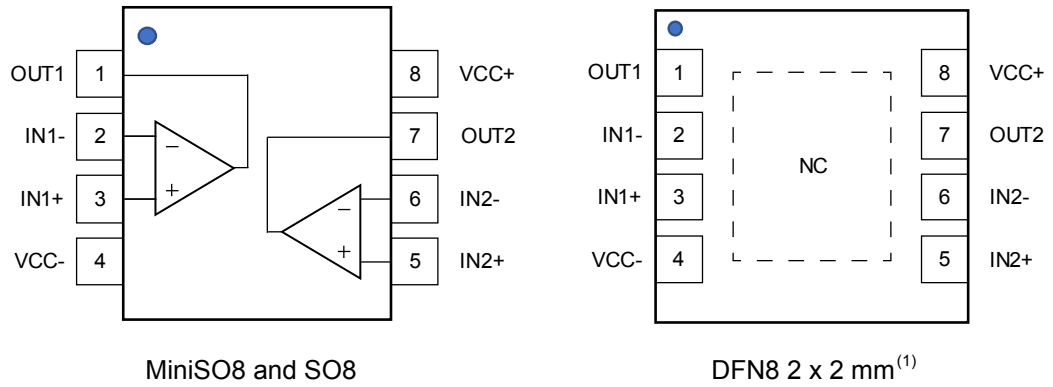 OUT1 1 8 VCC+
IN1- 2 − 7 OUT2
IN1+ 3 + − 6 IN2-
VCC- 4 + 5 IN2+
MiniSO8 and SO8
OUT1 1 8 VCC+
IN1- 2 7 OUT2
NC
IN1+ 3 6 IN2-
VCC- 4 5 IN2+
DFN8 2 x 2 mm(1)